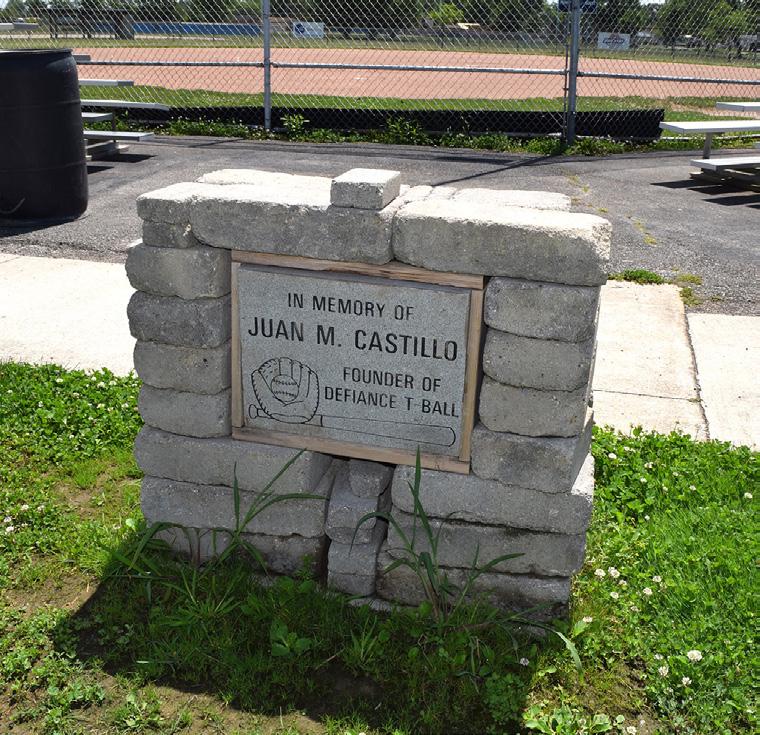 IN MEMORY OF
JUAN M. CASTILLO
FOUNDER OF
DEFIANCE T-BALL